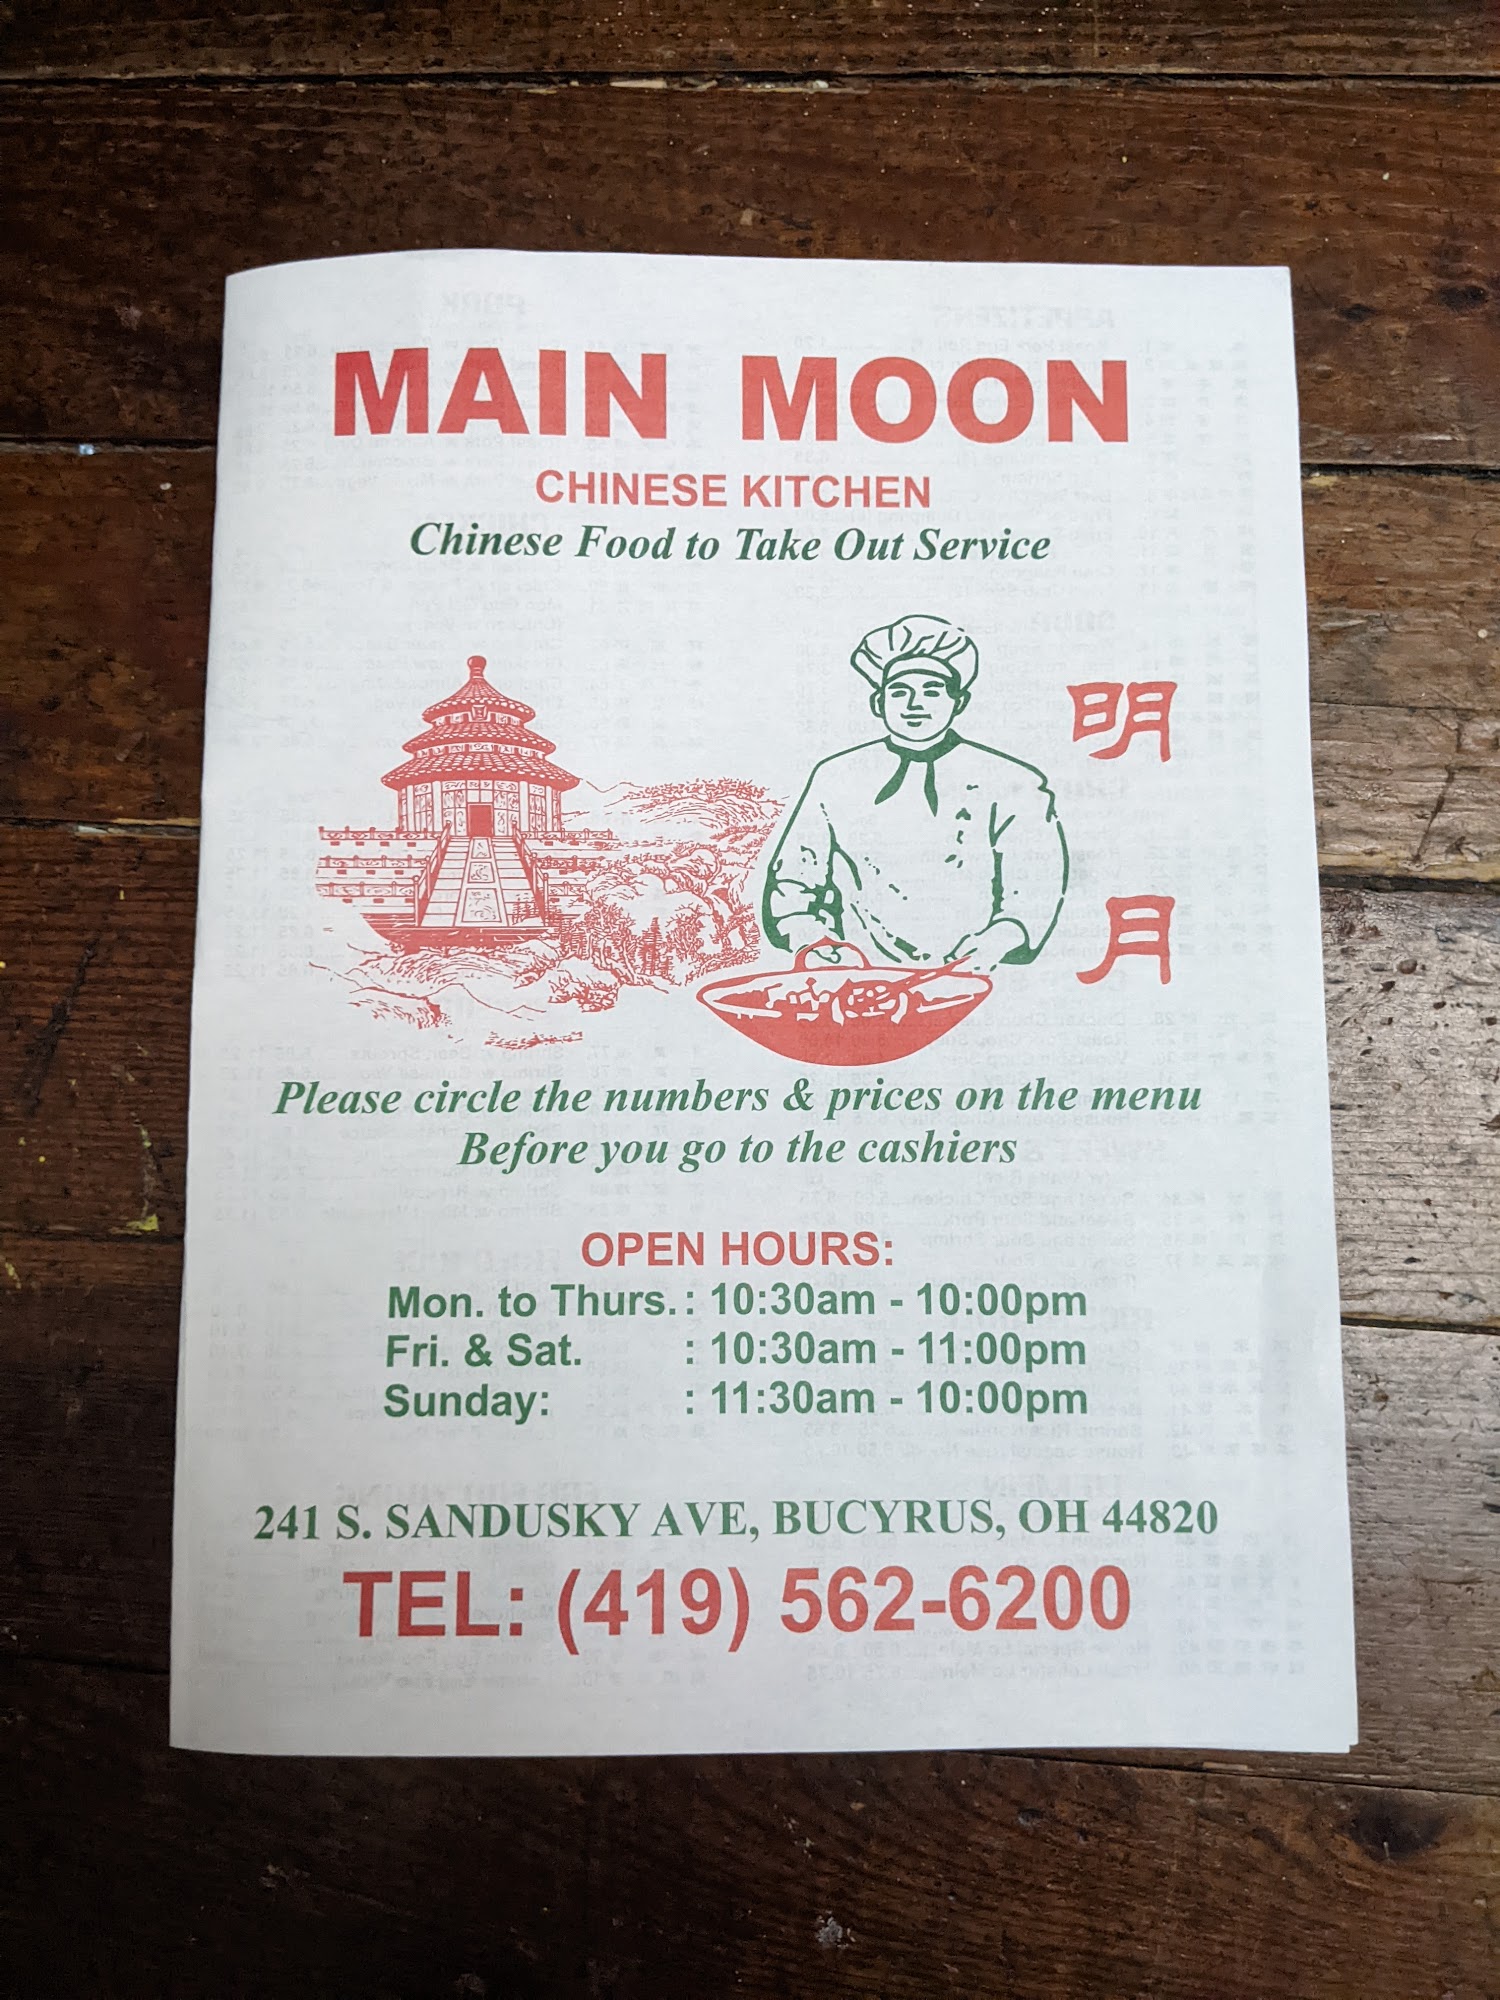 MAIN MOON
CHINESE KITCHEN
Chinese Food to Take Out Service
明
月
Please circle the numbers & prices on the menu
Before you go to the cashiers
OPEN HOURS:
Mon. to Thurs. : 10:30am - 10:00pm
Fri. & Sat. : 10:30am - 11:00pm
Sunday: : 11:30am - 10:00pm
241 S. SANDUSKY AVE, BUCYRUS, OH 44820
TEL: (419) 562-6200